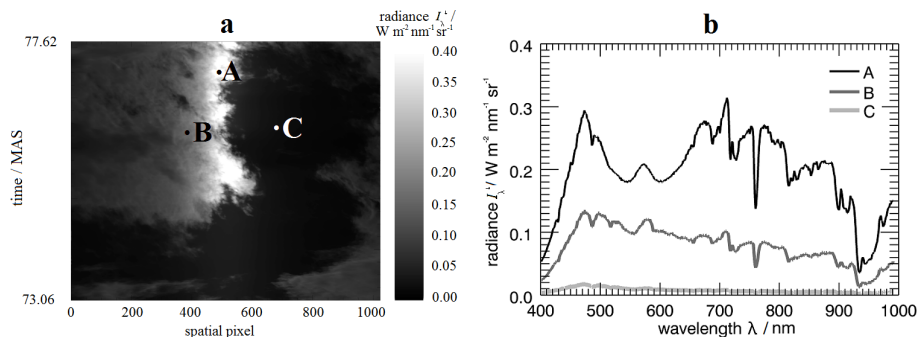 a
radiance I_λ^↓ /
W m² nm⁻¹ sr⁻¹
77.62
0.40
0.35
0.30
0.25
0.20
0.15
0.10
0.05
0.00
time / MAS
A
B
C
73.06
0 200 400 600 800 1000
spatial pixel
b
radiance I_λ^↓ / W m⁻² nm⁻¹ sr⁻¹
0.4
0.3
0.2
0.1
0.0
A
B
C
400 500 600 700 800 900 1000
wavelength λ / nm